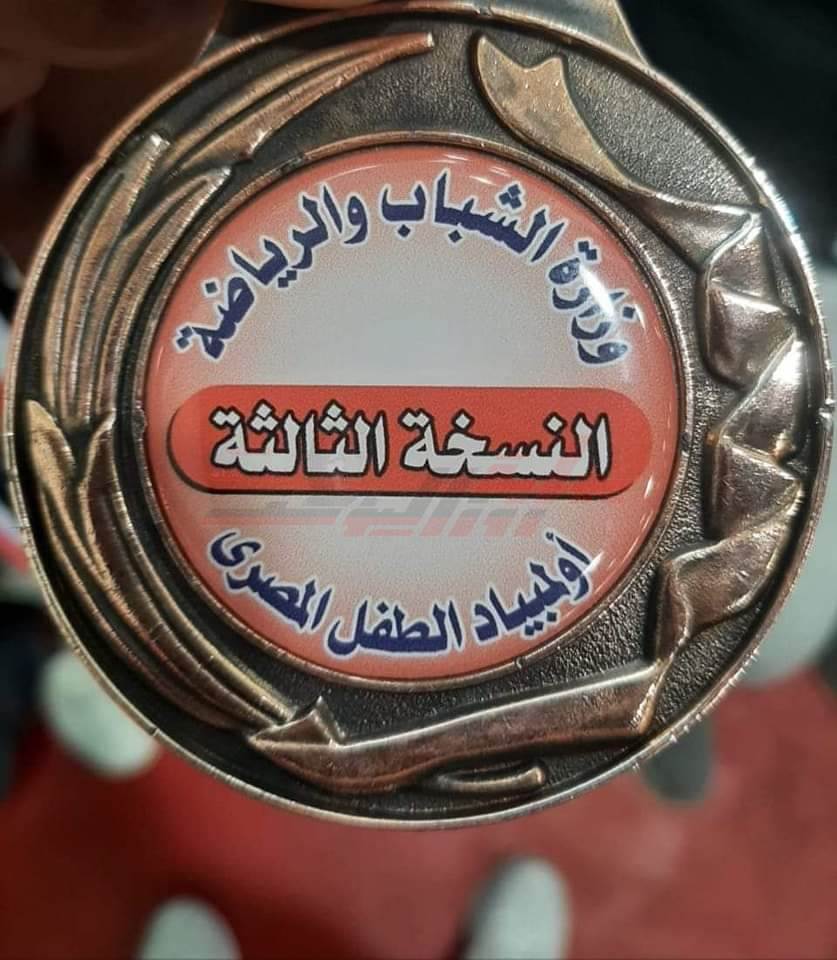 وزارة الشباب والرياضة
النسخة الثالثة
أولمبياد الطفل المصرى